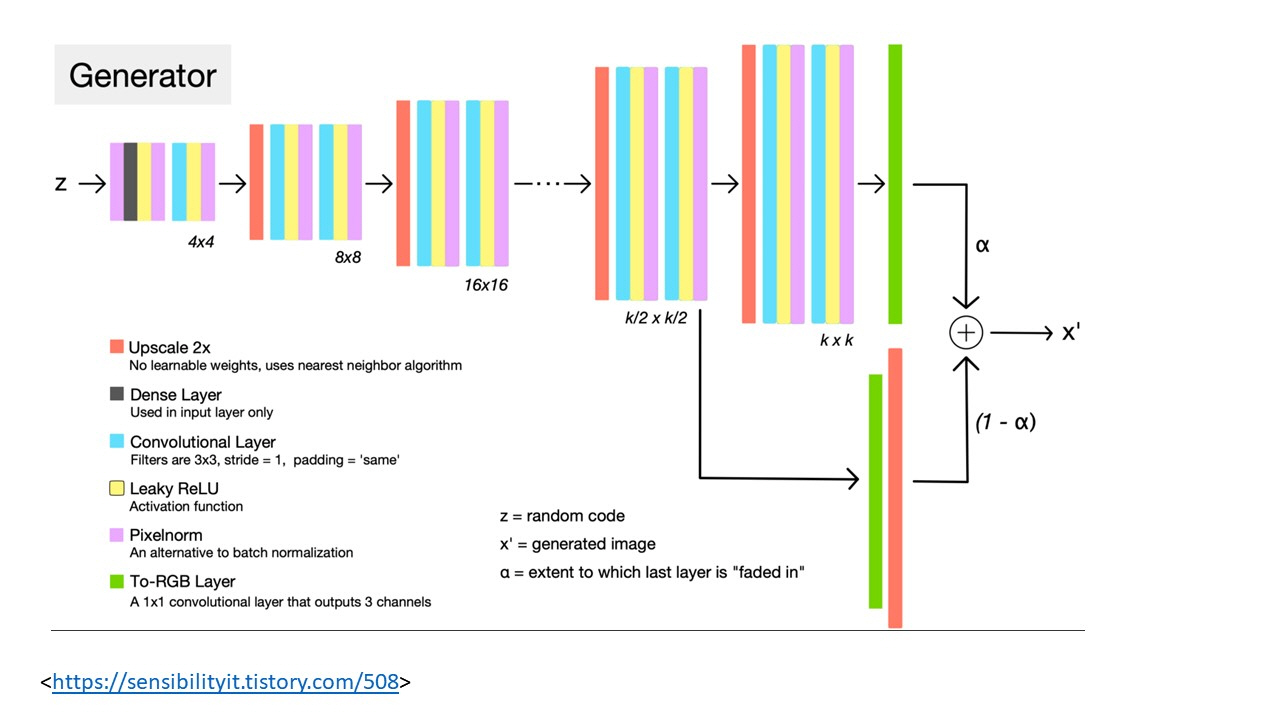 Generator
z
4x4
8x8
16x16
k/2 x k/2
k x k
α
x'
(1 - α)
Upscale 2x
No learnable weights, uses nearest neighbor algorithm
Dense Layer
Used in input layer only
Convolutional Layer
Filters are 3x3, stride = 1, padding = 'same'
Leaky ReLU
Activation function
Pixelnorm
An alternative to batch normalization
To-RGB Layer
A 1x1 convolutional layer that outputs 3 channels
z = random code
x' = generated image
α = extent to which last layer is "faded in"
<https://sensibilityit.tistory.com/508>